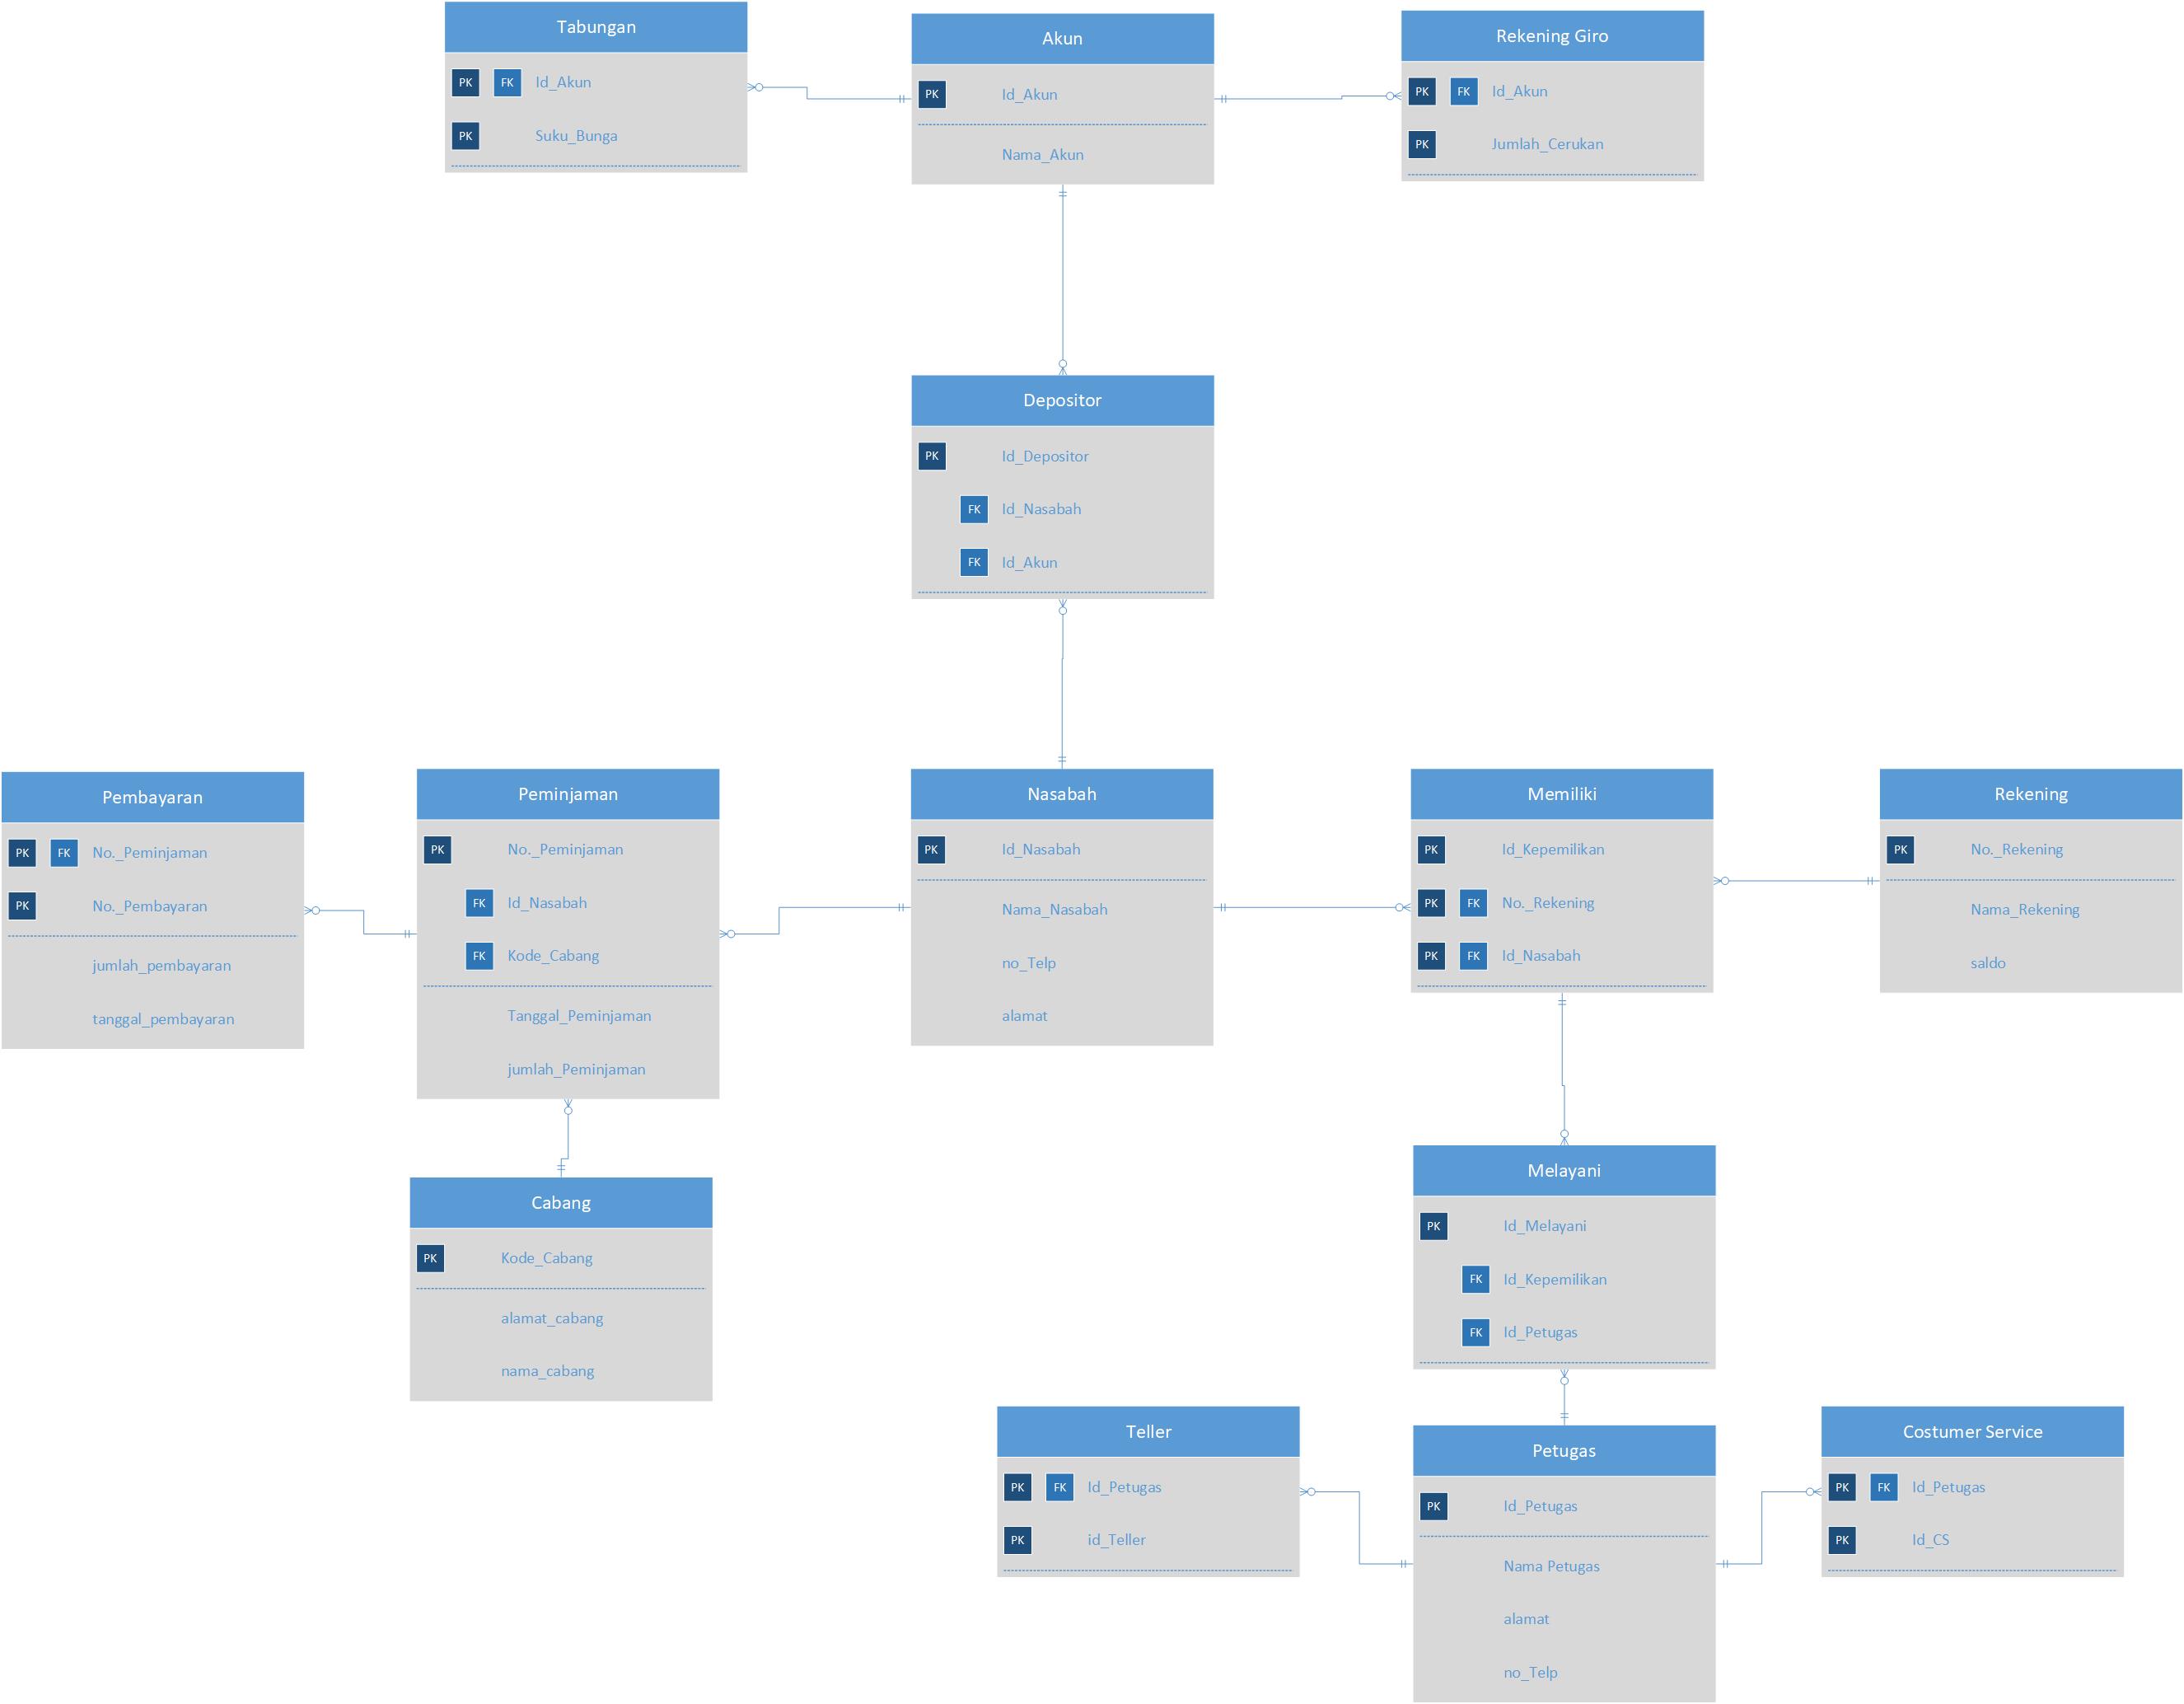 Tabungan
PK FK Id_Akun
PK Suku_Bunga
Akun
PK Id_Akun
Nama_Akun
Rekening Giro
PK FK Id_Akun
PK Jumlah_Cerukan
Depositor
PK Id_Depositor
FK Id_Nasabah
FK Id_Akun
Pembayaran
PK FK No._Peminjaman
PK No._Pembayaran
jumlah_pembayaran
tanggal_pembayaran
Peminjaman
PK No._Peminjaman
FK Id_Nasabah
FK Kode_Cabang
Tanggal_Peminjaman
jumlah_Peminjaman
Nasabah
PK Id_Nasabah
Nama_Nasabah
no_Telp
alamat
Memiliki
PK Id_Kepemilikan
PK FK No._Rekening
PK FK Id_Nasabah
Rekening
PK No._Rekening
Nama_Rekening
saldo
Cabang
PK Kode_Cabang
alamat_cabang
nama_cabang
Melayani
PK Id_Melayani
FK Id_Kepemilikan
FK Id_Petugas
Teller
PK FK Id_Petugas
PK id_Teller
Petugas
PK Id_Petugas
Nama Petugas
alamat
no_Telp
Costumer Service
PK FK Id_Petugas
PK Id_CS